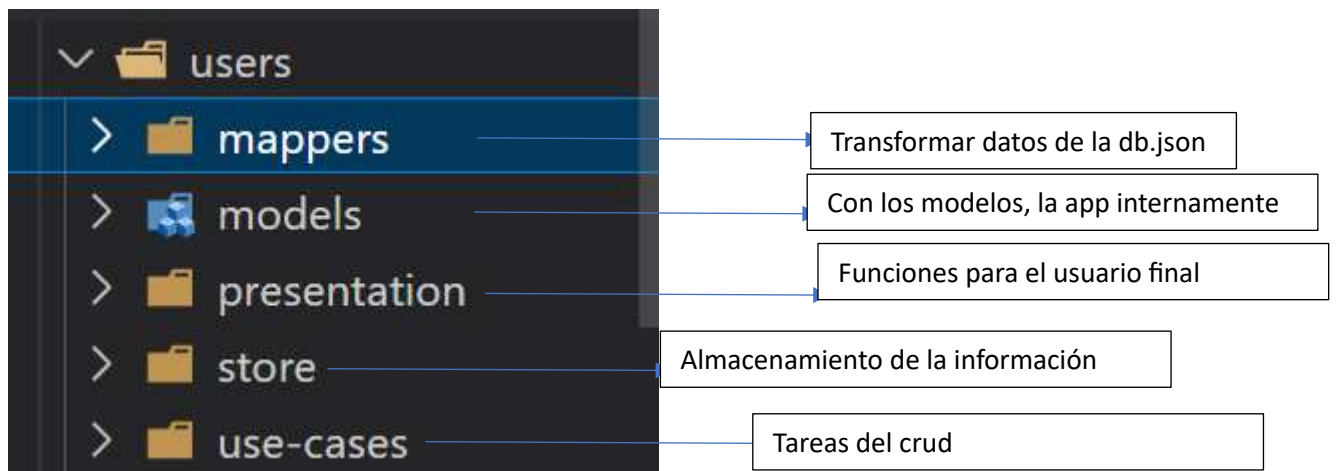 users
mappers
Transformar datos de la db.json
models
Con los modelos, la app internamente
presentation
Funciones para el usuario final
store
Almacenamiento de la información
use-cases
Tareas del crud